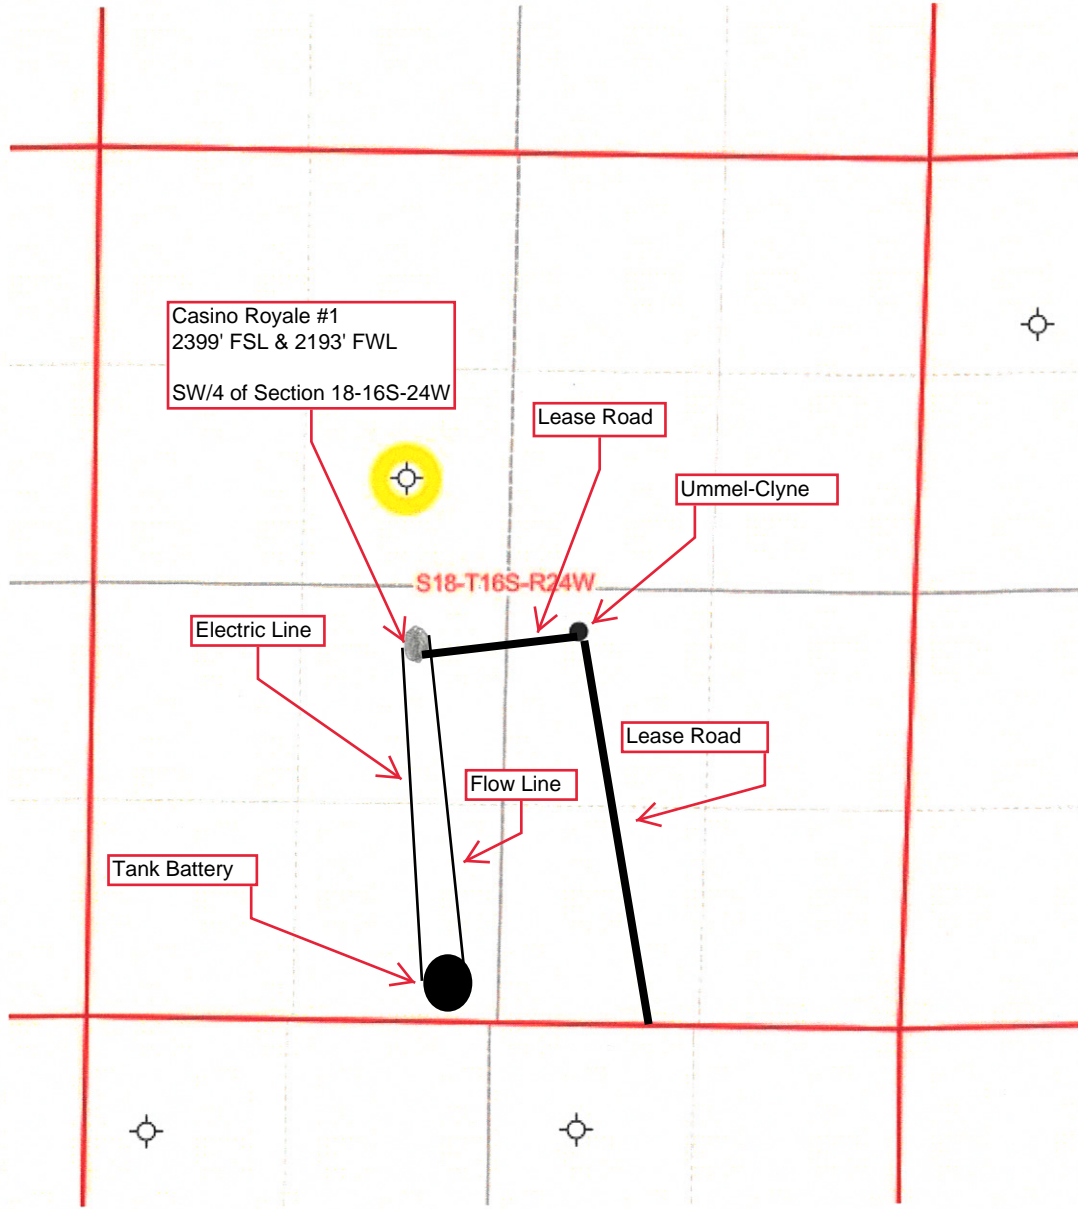 Casino Royale #1
2399' FSL & 2193' FWL
SW/4 of Section 18-16S-24W
Lease Road
Ummel-Clyne
S18-T16S-R24W
Electric Line
Lease Road
Flow Line
Tank Battery